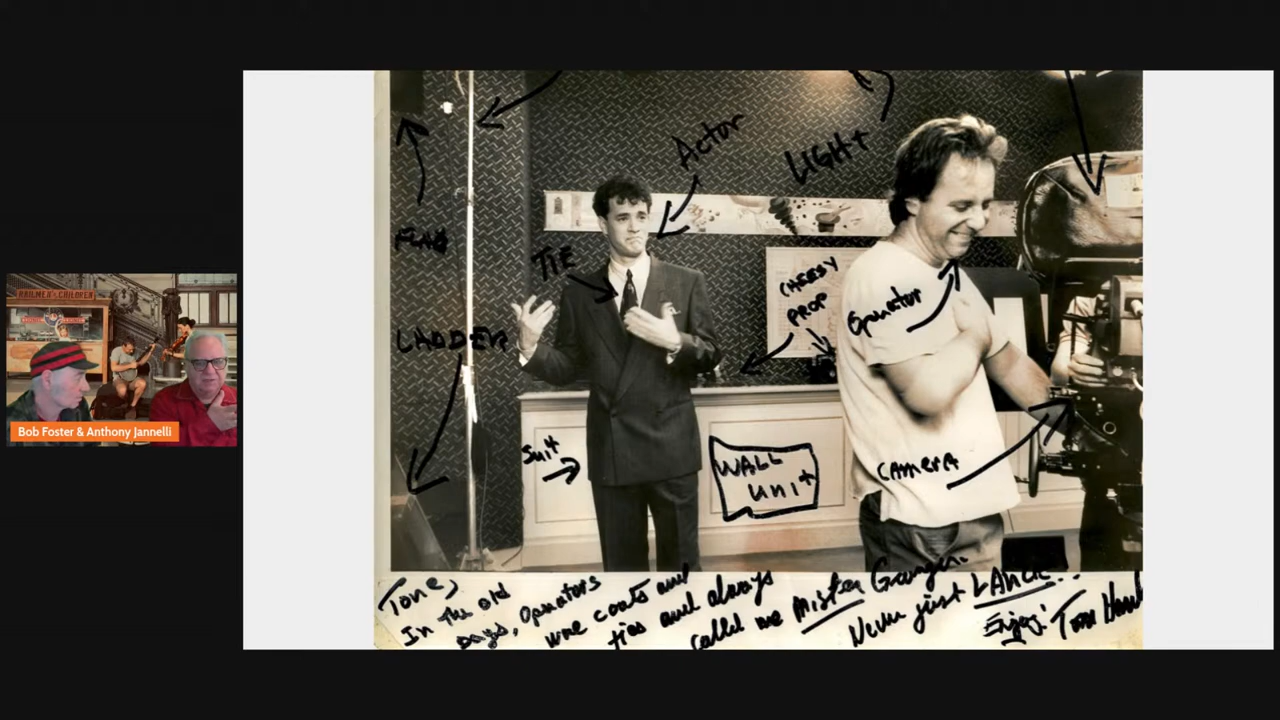 Actor
LIGHt
FLAG
TIE
CHEESY
PROP
Operator
LADDER
Suit
WALL
Unit
CAMERA
Tone,
In the old
Days, Operators
wore coats and
ties and always
called me Mister
Never just LANCE...
Enjoy! Tom Hank
RAILMEN CHILDREN
Bob Foster & Anthony Jannelli